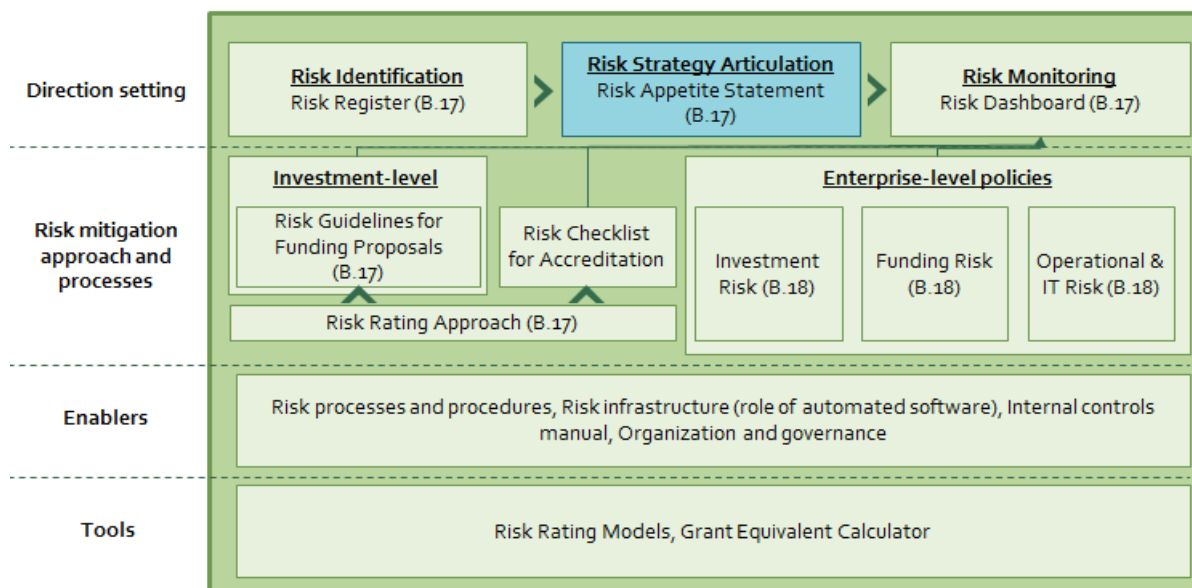 Direction setting
Risk Identification
Risk Register (B.17)
Risk Strategy Articulation
Risk Appetite Statement
(B.17)
Risk Monitoring
Risk Dashboard (B.17)
Risk mitigation
approach and
processes
Investment-level
Risk Guidelines for
Funding Proposals
(B.17)
Risk Checklist
for Accreditation
Risk Rating Approach (B.17)
Enterprise-level policies
Investment
Risk (B.18)
Funding Risk
(B.18)
Operational &
IT Risk (B.18)
Enablers
Risk processes and procedures, Risk infrastructure (role of automated software), Internal controls
manual, Organization and governance
Tools
Risk Rating Models, Grant Equivalent Calculator